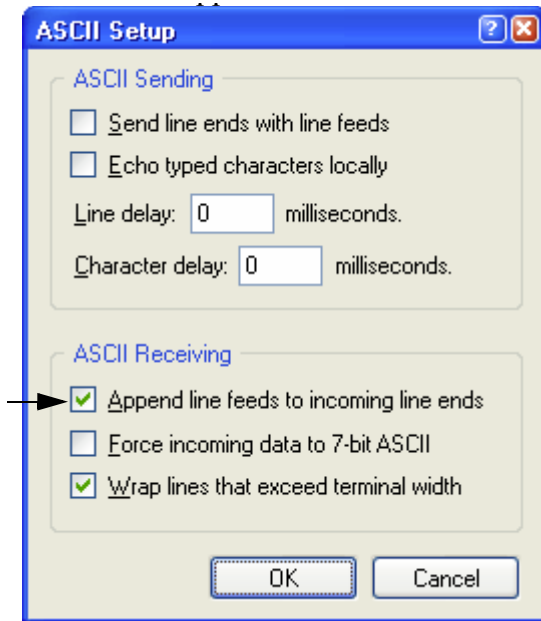 ASCII Setup
ASCII Sending
Send line ends with line feeds
Echo typed characters locally
Line delay: 0 milliseconds.
Character delay: 0 milliseconds.
ASCII Receiving
Append line feeds to incoming line ends
Force incoming data to 7-bit ASCII
Wrap lines that exceed terminal width
OK Cancel